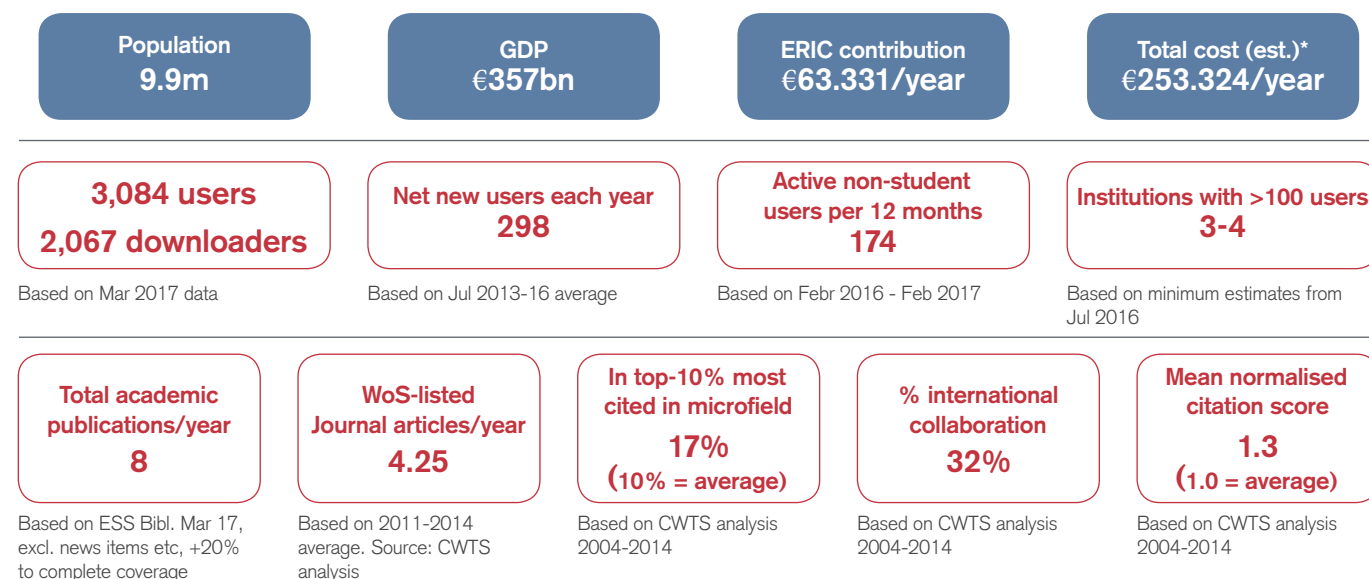 Population
9.9m
GDP
€357bn
ERIC contribution
€63.331/year
Total cost (est.)*
€253.324/year
3,084 users
2,067 downloaders
Based on Mar 2017 data
Net new users each year
298
Based on Jul 2013-16 average
Active non-student
users per 12 months
174
Based on Febr 2016 - Feb 2017
Institutions with >100 users
3-4
Based on minimum estimates from
Jul 2016
Total academic
publications/year
8
Based on ESS Bibl. Mar 17,
excl. news items etc, +20%
to complete coverage
WoS-listed
Journal articles/year
4.25
Based on 2011-2014
average. Source: CWTS
analysis
In top-10% most
cited in microfield
17%
(10% = average)
Based on CWTS analysis
2004-2014
% international
collaboration
32%
Based on CWTS analysis
2004-2014
Mean normalised
citation score
1.3
(1.0 = average)
Based on CWTS analysis
2004-2014